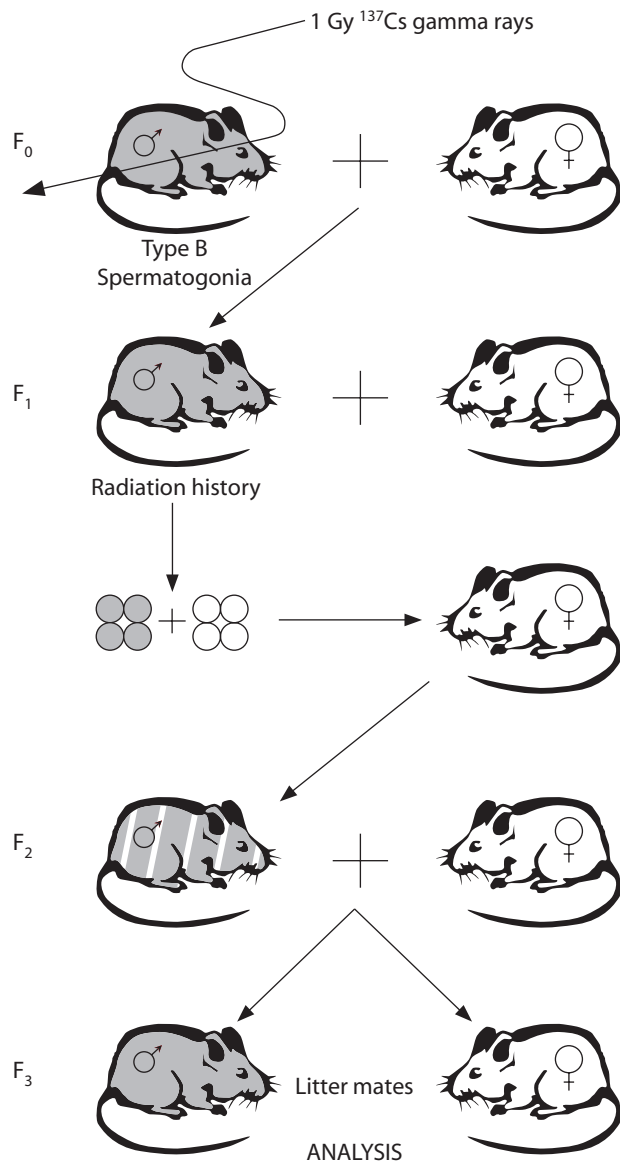 1 Gy ¹³⁷Cs gamma rays
F₀
Type B
Spermatogonia
F₁
Radiation history
F₂
F₃
Litter mates
ANALYSIS